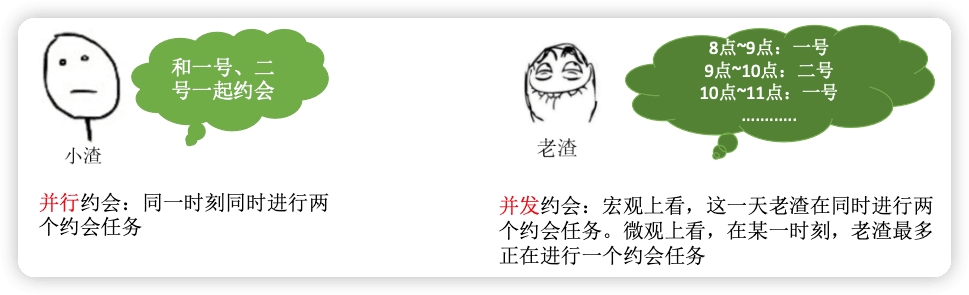 和一号、二
号一起约会
小渣
并行约会：同一时刻同时进行两
个约会任务
8点~9点：一号
9点~10点：二号
10点~11点：一号
…………
老渣
并发约会：宏观上看，这一天老渣在同时进行两
个约会任务。微观上看，在某一时刻，老渣最多
正在进行一个约会任务